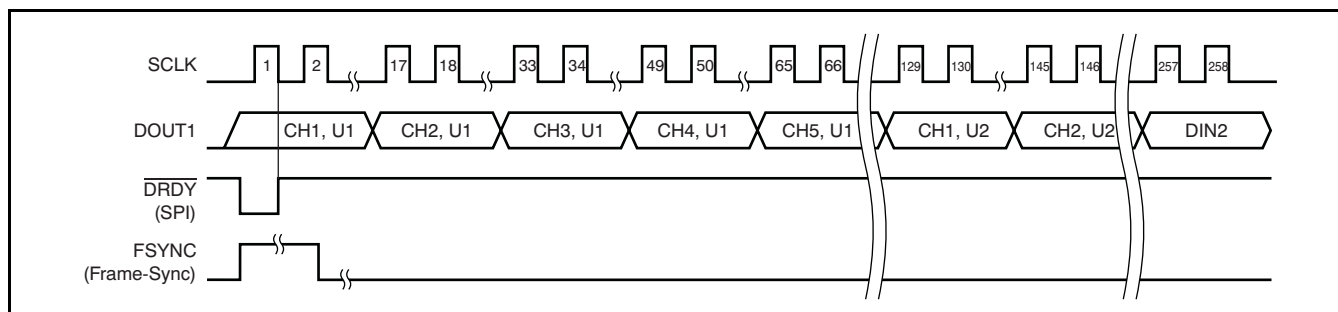 SCLK 1 2 17 18 33 34 49 50 65 66 129 130 145 146 257 258
DOUT1 CH1, U1 CH2, U1 CH3, U1 CH4, U1 CH5, U1 CH1, U2 CH2, U2 DIN2
DRDY
(SPI)
FSYNC
(Frame-Sync)